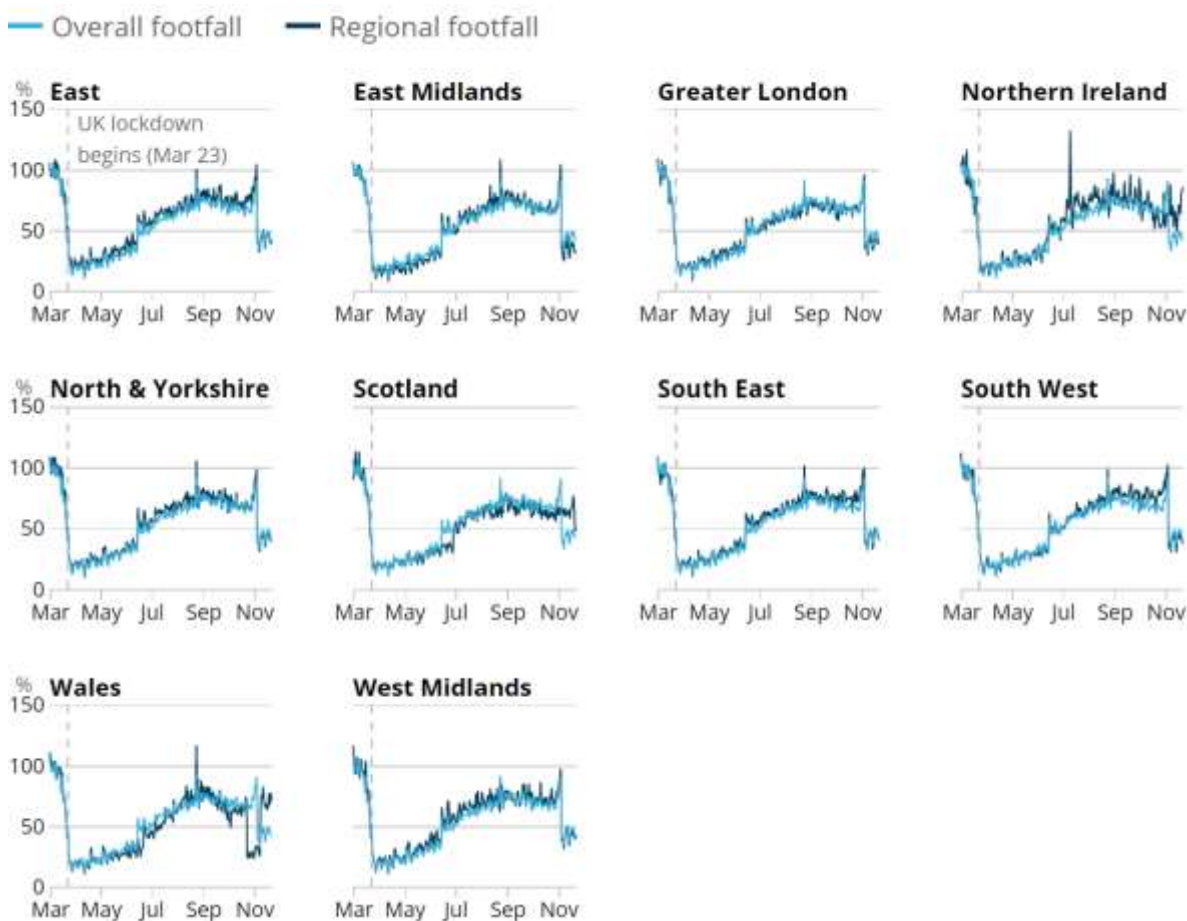 Overall footfall Regional footfall
% East East Midlands Greater London Northern Ireland
150
UK lockdown
begins (Mar 23)
100
50
0
Mar May Jul Sep Nov Mar May Jul Sep Nov Mar May Jul Sep Nov Mar May Jul Sep Nov
% North & Yorkshire Scotland South East South West
150
100
50
0
Mar May Jul Sep Nov Mar May Jul Sep Nov Mar May Jul Sep Nov Mar May Jul Sep Nov
% Wales West Midlands
150
100
50
0
Mar May Jul Sep Nov Mar May Jul Sep Nov